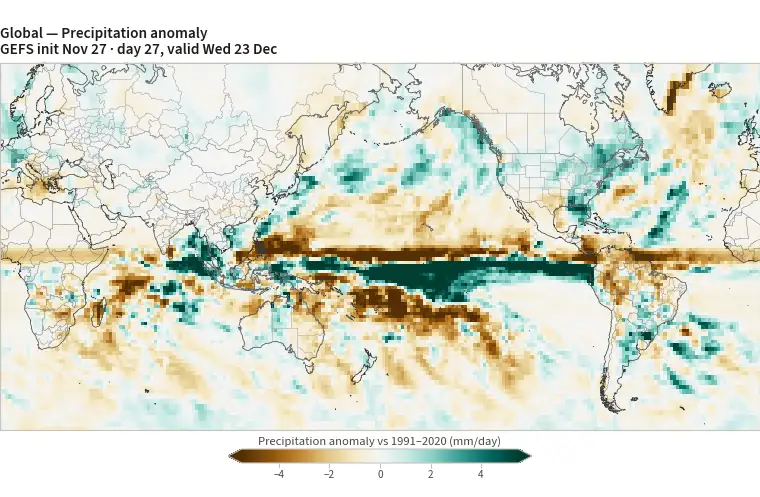 Global — Precipitation anomaly
GEFS init Nov 27 · day 27, valid Wed 23 Dec
Precipitation anomaly vs 1991–2020 (mm/day)
−4 −2 0 2 4